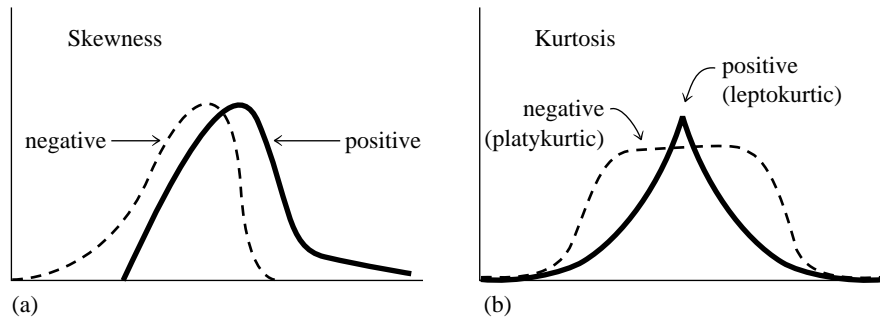 Skewness
negative
positive
(a)
Kurtosis
positive
(leptokurtic)
negative
(platykurtic)
(b)